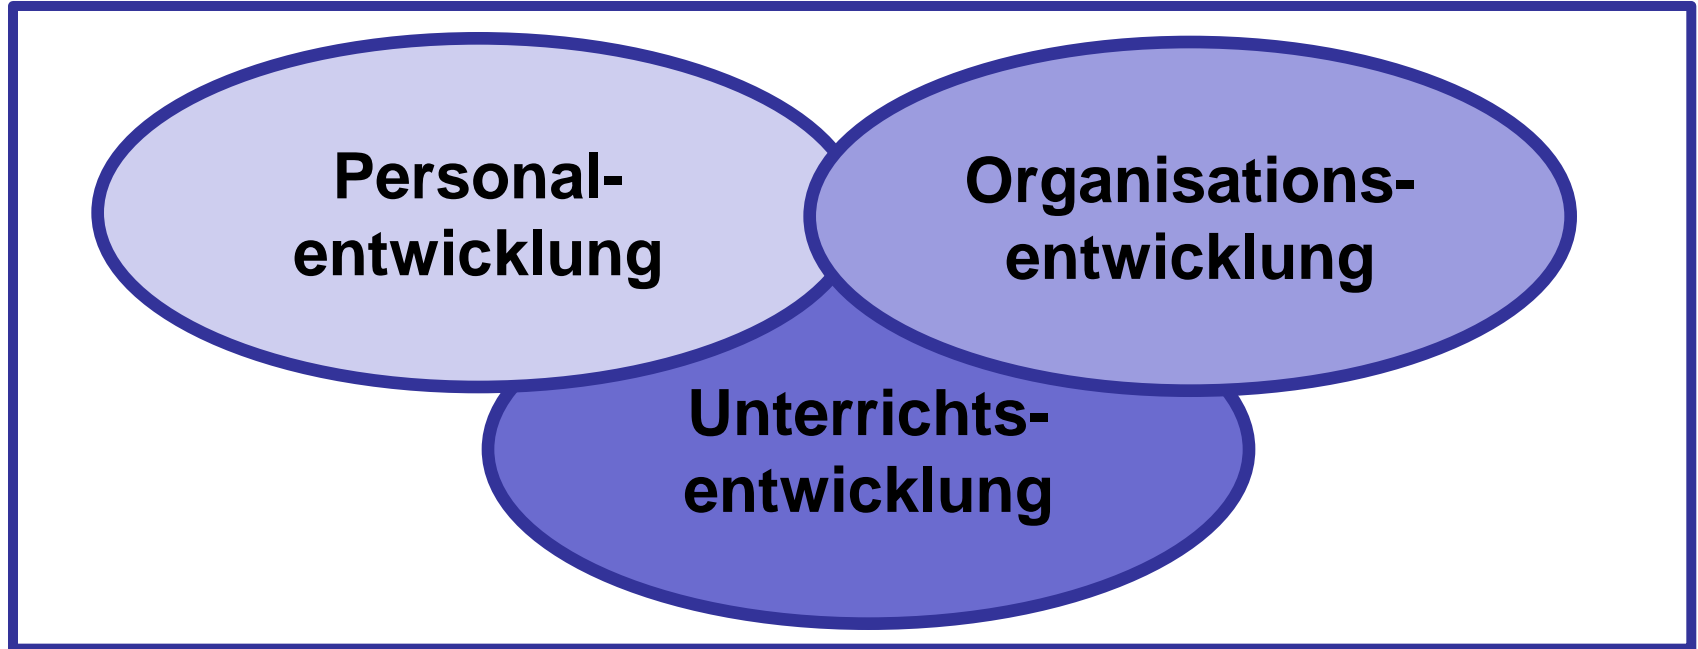 Personal-
entwicklung
Organisations-
entwicklung
Unterrichts-
entwicklung